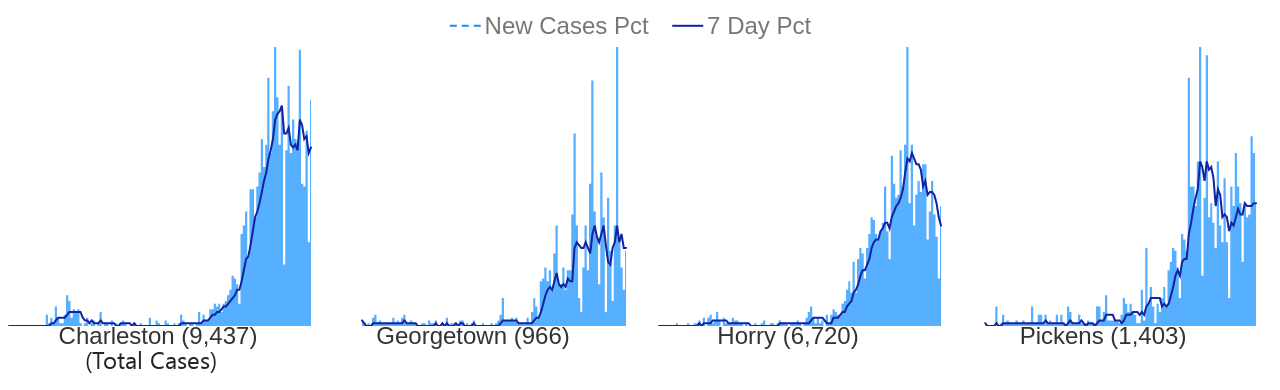 New Cases Pct 7 Day Pct
Charleston (9,437) Georgetown (966) Horry (6,720) Pickens (1,403)
(Total Cases)